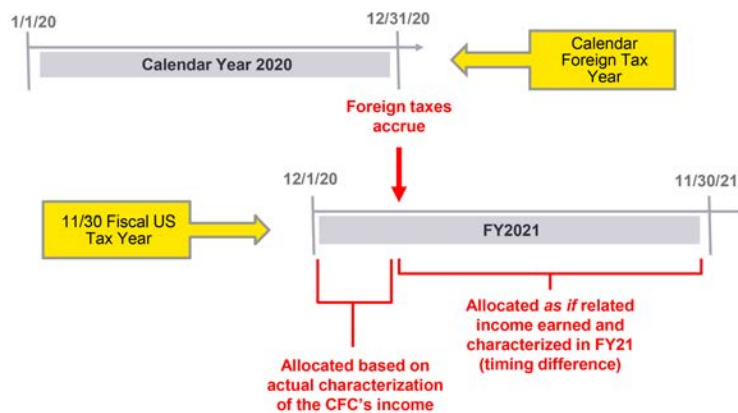 1/1/20
12/31/20
Calendar Year 2020
Calendar
Foreign Tax
Year
Foreign taxes
accrue
12/1/20
11/30/21
11/30 Fiscal US
Tax Year
FY2021
Allocated based on
actual characterization
of the CFC's income
Allocated as if related
income earned and
characterized in FY21
(timing difference)